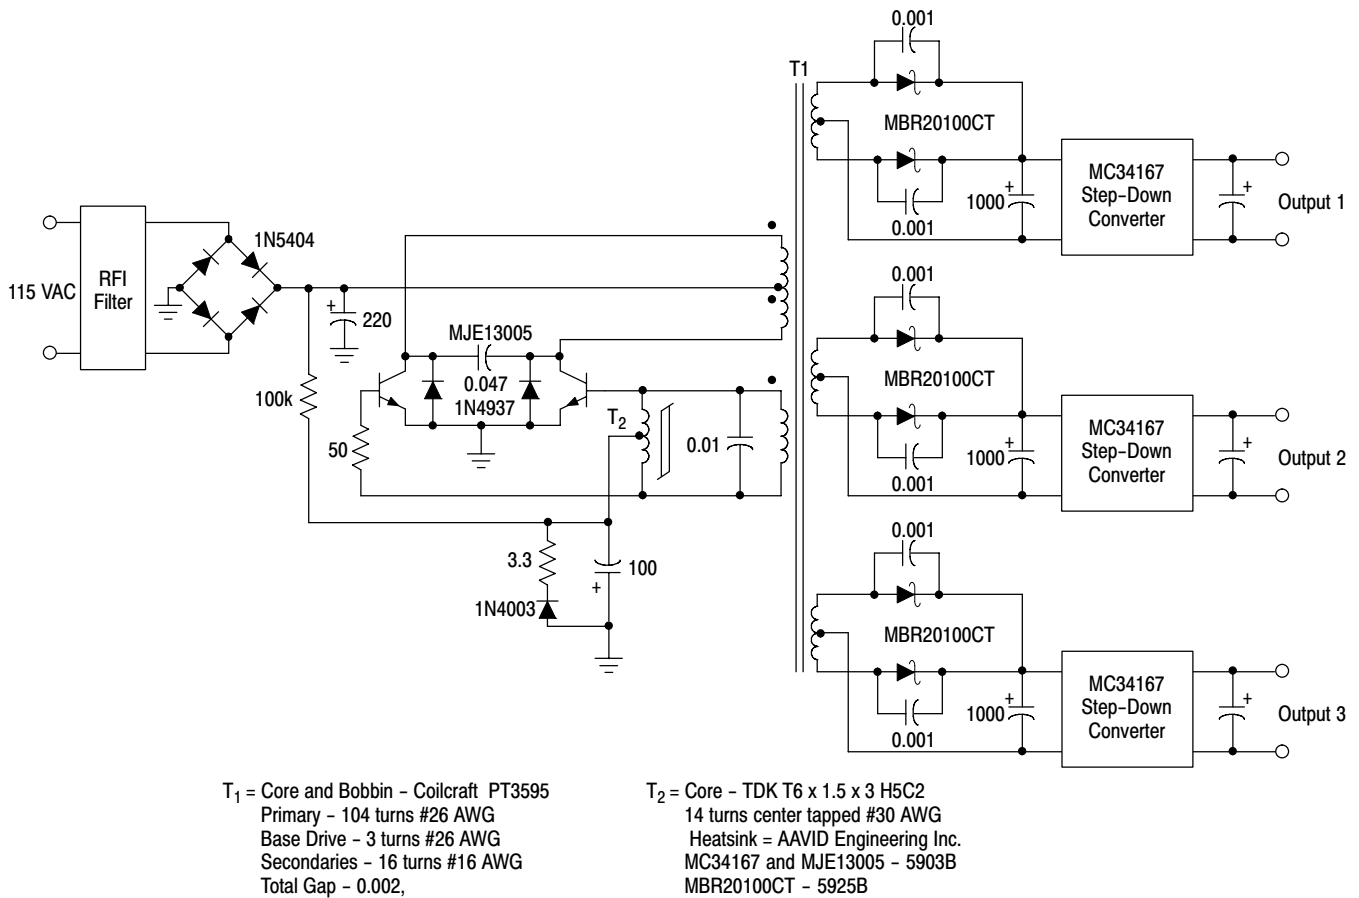 115 VAC
RFI
Filter
1N5404
+
220
100k
50
MJE13005
0.047
1N4937
T2
0.01
3.3
1N4003
100
+
T1
0.001
MBR20100CT
0.001
1000
+
MC34167
Step-Down
Converter
+
Output 1
0.001
MBR20100CT
0.001
1000
+
MC34167
Step-Down
Converter
+
Output 2
0.001
MBR20100CT
0.001
1000
+
MC34167
Step-Down
Converter
+
Output 3
T1 = Core and Bobbin - Coilcraft PT3595
Primary - 104 turns #26 AWG
Base Drive - 3 turns #26 AWG
Secondaries - 16 turns #16 AWG
Total Gap - 0.002,
T2 = Core - TDK T6 x 1.5 x 3 H5C2
14 turns center tapped #30 AWG
Heatsink = AAVID Engineering Inc.
MC34167 and MJE13005 - 5903B
MBR20100CT - 5925B